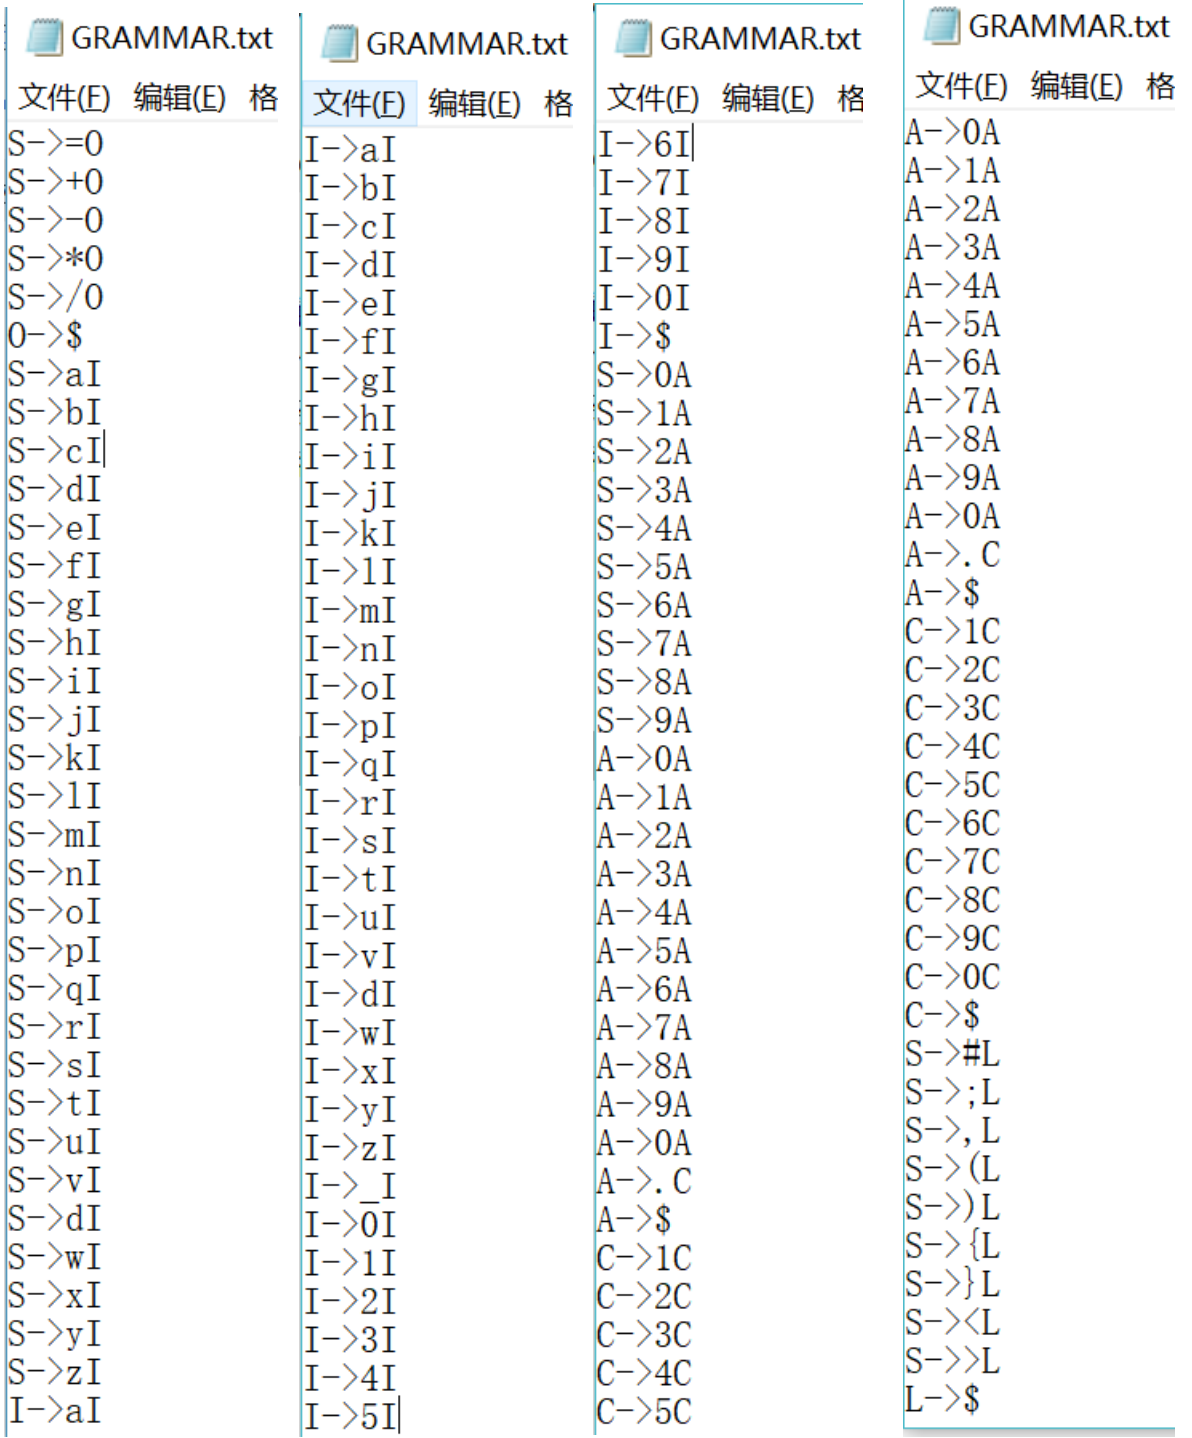 GRAMMAR.txt
文件(F) 编辑(E) 格
S->=O
S->+O
S->-O
S->*O
S->/O
O->$
S->aI
S->bI
S->cI
S->dI
S->eI
S->fI
S->gI
S->hI
S->iI
S->jI
S->kI
S->lI
S->mI
S->nI
S->oI
S->pI
S->qI
S->rI
S->sI
S->tI
S->uI
S->vI
S->dI
S->wI
S->xI
S->yI
S->zI
I->aI
GRAMMAR.txt
文件(F) 编辑(E) 格
I->aI
I->bI
I->cI
I->dI
I->eI
I->fI
I->gI
I->hI
I->iI
I->jI
I->kI
I->lI
I->mI
I->nI
I->oI
I->pI
I->qI
I->rI
I->sI
I->tI
I->uI
I->vI
I->dI
I->wI
I->xI
I->yI
I->zI
I->_I
I->0I
I->1I
I->2I
I->3I
I->4I
I->5I
GRAMMAR.txt
文件(F) 编辑(E) 格
I->6I
I->7I
I->8I
I->9I
I->0I
I->$
S->0A
S->1A
S->2A
S->3A
S->4A
S->5A
S->6A
S->7A
S->8A
S->9A
A->0A
A->1A
A->2A
A->3A
A->4A
A->5A
A->6A
A->7A
A->8A
A->9A
A->0A
A->.C
A->$
C->1C
C->2C
C->3C
C->4C
C->5C
GRAMMAR.txt
文件(F) 编辑(E) 格
A->0A
A->1A
A->2A
A->3A
A->4A
A->5A
A->6A
A->7A
A->8A
A->9A
A->0A
A->.C
A->$
C->1C
C->2C
C->3C
C->4C
C->5C
C->6C
C->7C
C->8C
C->9C
C->0C
C->$
S->#L
S->;L
S->,L
S->(L
S->)L
S->{L
S->}L
S-><L
S->>L
L->$